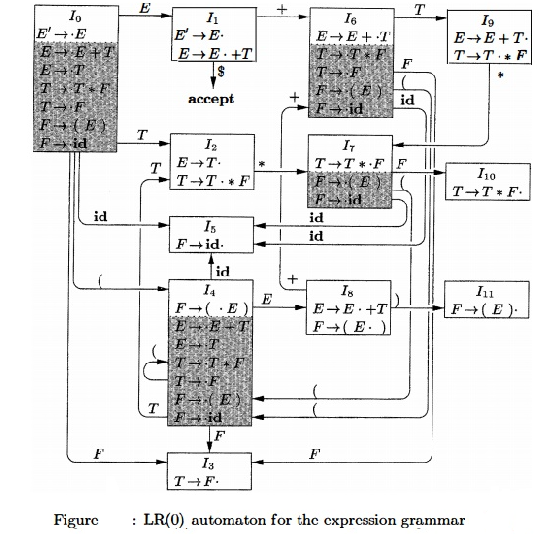 I₀
E' → ·E
E → ·E + T
E → ·T
T → ·T * F
T → ·F
F → ·( E )
F → ·id
E
I₁
E' → E·
E → E· + T
$
accept
+
I₆
E → E + ·T
T → ·T * F
T → ·F
F → ·( E )
F → ·id
T
I₉
E → E + T·
T → T· * F
*
F
(
id
+
T
I₂
E → T·
T → T· * F
T
*
I₇
T → T * ·F
F → ·( E )
F → ·id
F
(
I₁₀
T → T * F·
id
I₅
F → id·
id
id
id
(
I₄
F → ( ·E )
E → ·E + T
E → ·T
T → ·T * F
T → ·F
F → ·( E )
F → ·id
(
T
E
+
I₈
E → E· + T
F → ( E· )
)
I₁₁
F → ( E )·
(
(
F
F
I₃
T → F·
F
Figure : LR(0) automaton for the expression grammar